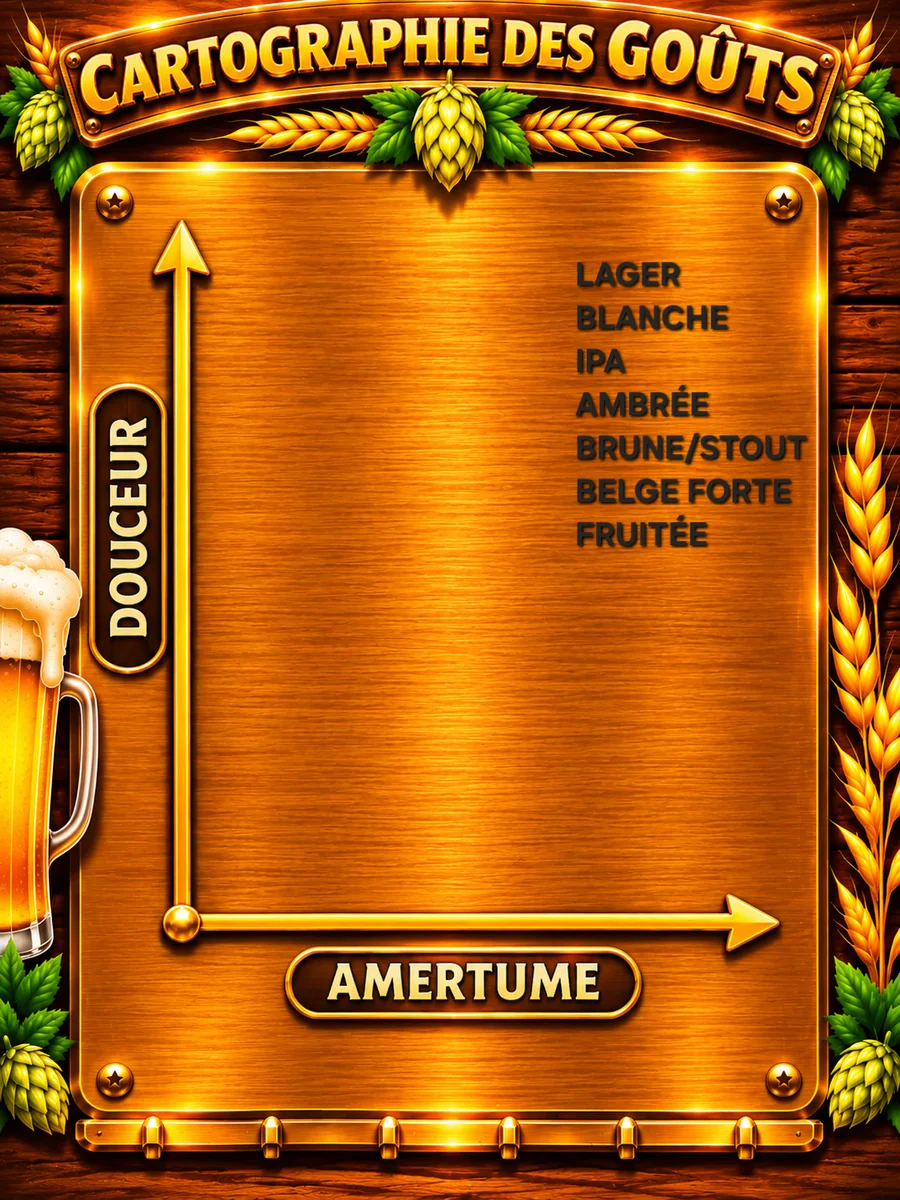 CARTOGRAPHIE DES GOÛTS
LAGER
BLANCHE
IPA
AMBRÉE
BRUNE/STOUT
BELGE FORTE
FRUITÉE
DOUCEUR
AMERTUME